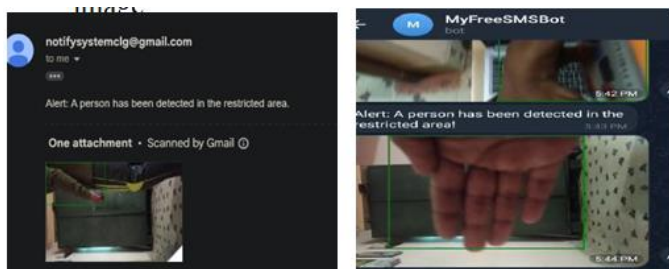 image
notifysystemclg@gmail.com
to me
Alert: A person has been detected in the restricted area.
One attachment • Scanned by Gmail
M
MyFreeSMSBot
bot
5:42 PM
Alert: A person has been detected in the
restricted area!
5:43 PM
5:44 PM